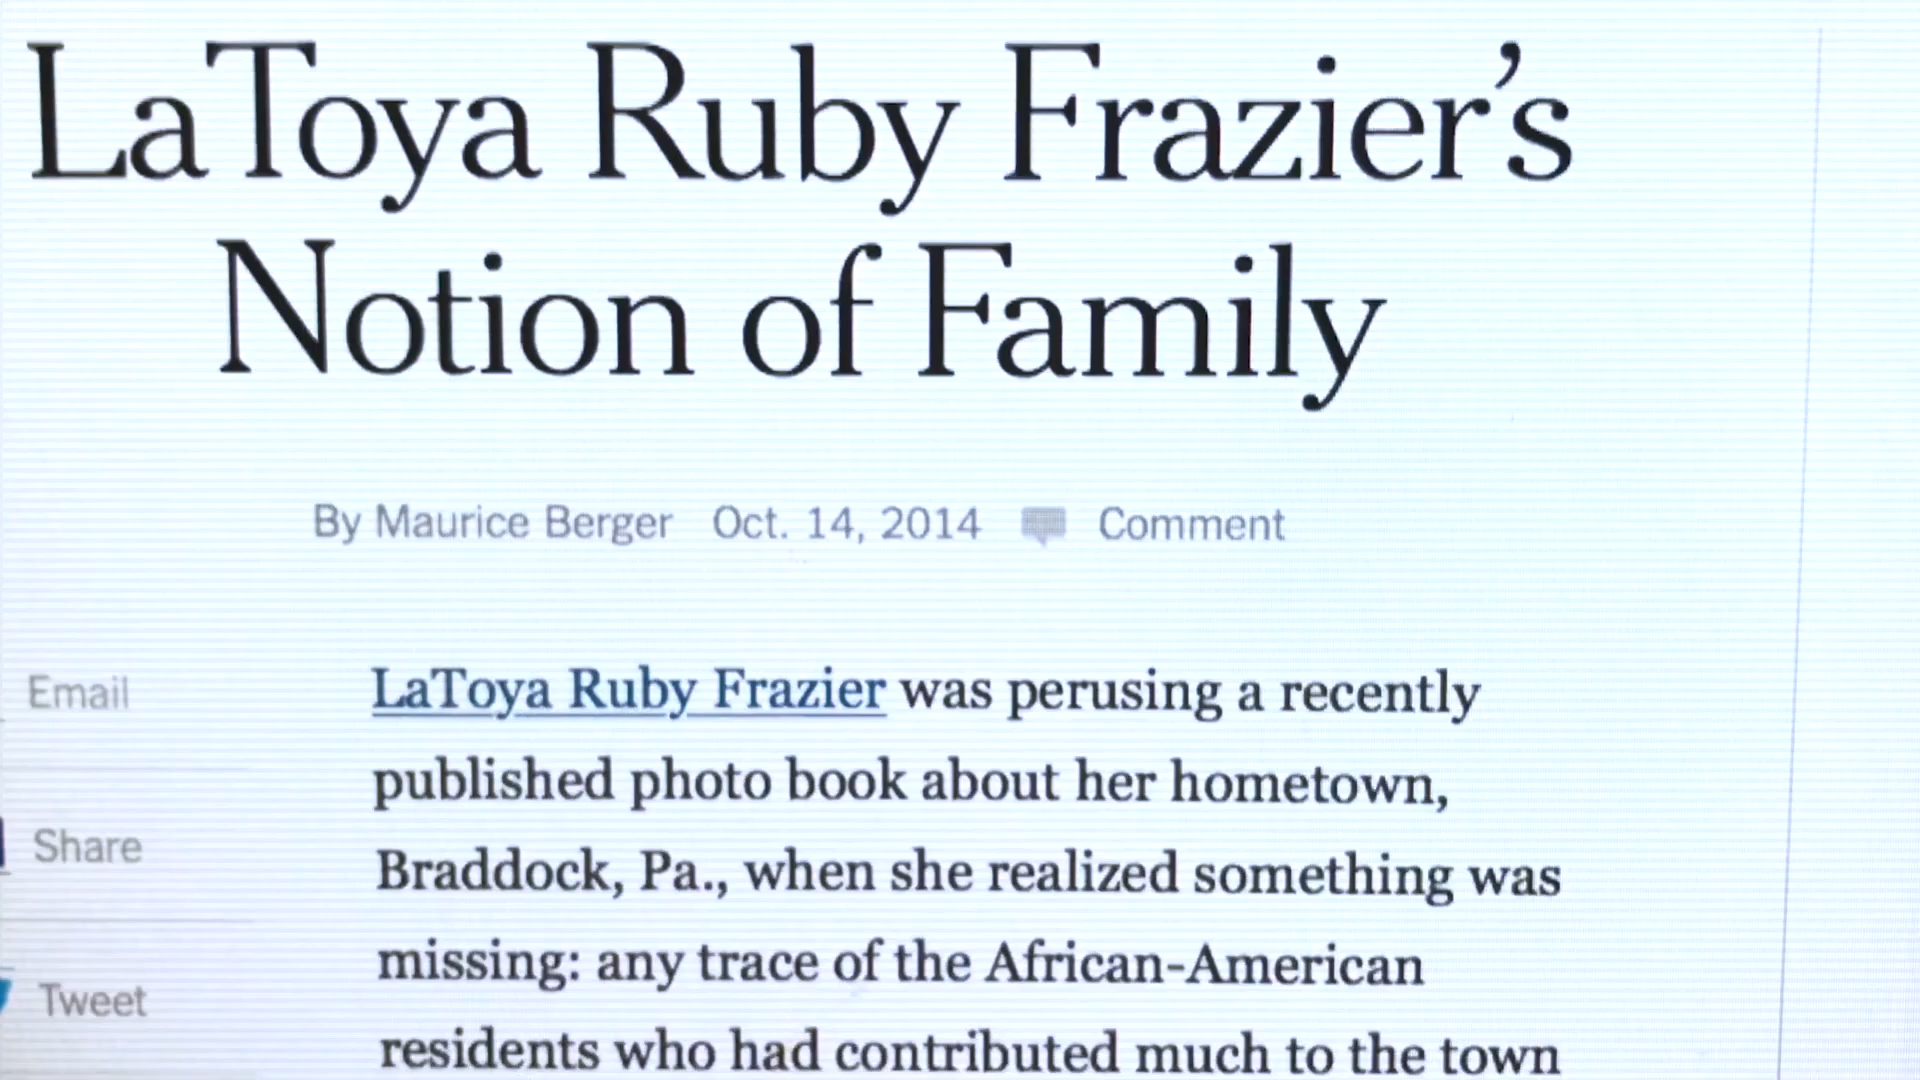 LaToya Ruby Frazier's
Notion of Family
By Maurice Berger Oct. 14, 2014 Comment
Email
Share
Tweet
LaToya Ruby Frazier was perusing a recently
published photo book about her hometown,
Braddock, Pa., when she realized something was
missing: any trace of the African-American
residents who had contributed much to the town